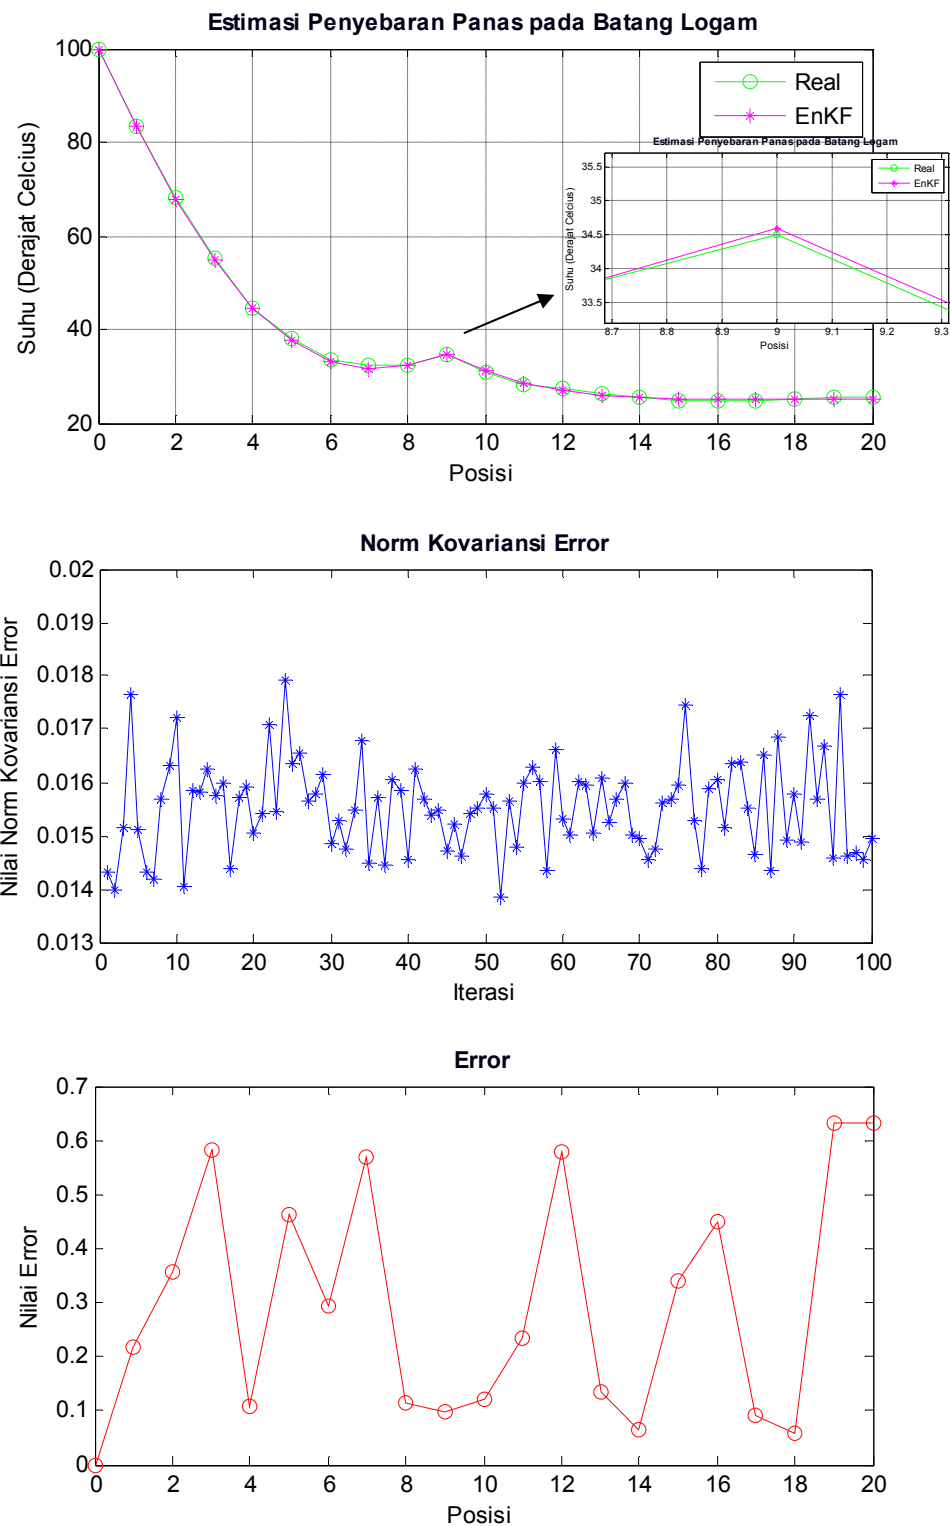 Estimasi Penyebaran Panas pada Batang Logam
100
80
60
40
20
Suhu (Derajat Celcius)
Real
EnKF
Estimasi Penyebaran Panas pada Batang Logam
35.5
35
34.5
34
33.5
Suhu (Derajat Celcius)
Real
EnKF
8.7 8.8 8.9 9 9.1 9.2 9.3
Posisi
0 2 4 6 8 10 12 14 16 18 20
Posisi
Norm Kovariansi Error
0.02
0.019
0.018
0.017
0.016
0.015
0.014
0.013
Nilai Norm Kovariansi Error
0 10 20 30 40 50 60 70 80 90 100
Iterasi
Error
0.7
0.6
0.5
0.4
0.3
0.2
0.1
0
Nilai Error
0 2 4 6 8 10 12 14 16 18 20
Posisi